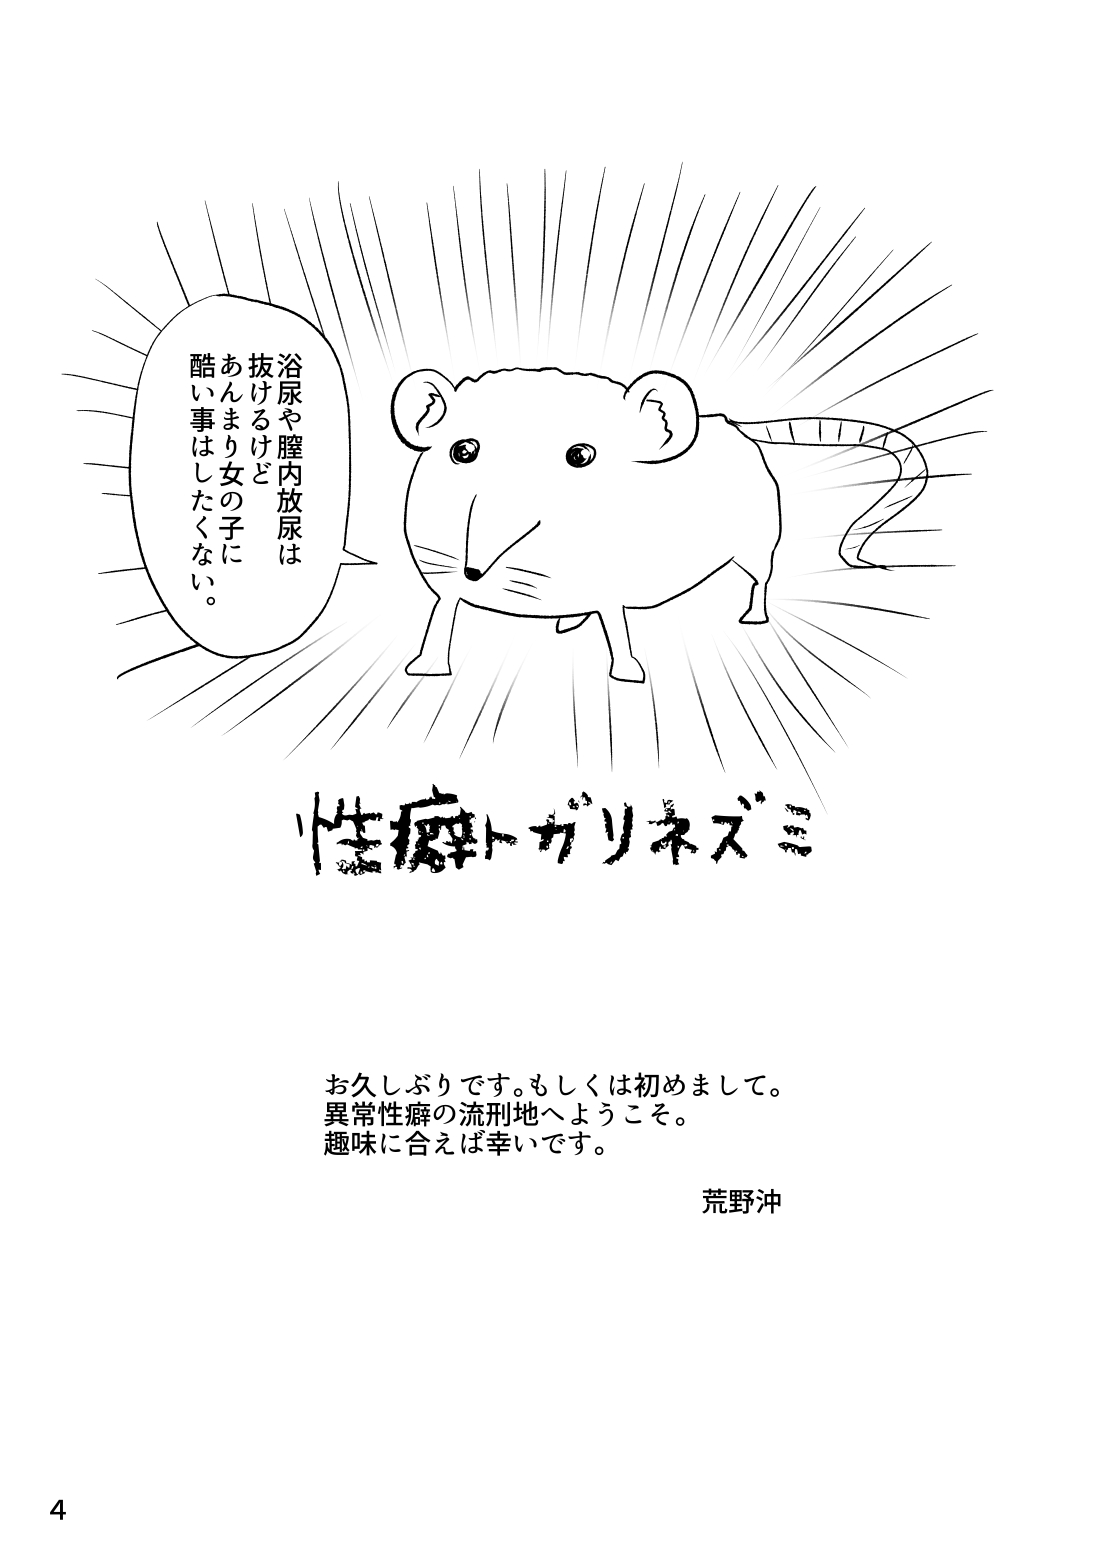 浴尿や膣内放尿は
抜けるけど
あんまり女の子に
酷い事はしたくない。
性癖トガリネズミ
お久しぶりです。もしくは初めまして。
異常性癖の流刑地へようこそ。
趣味に合えば幸いです。
荒野沖
4